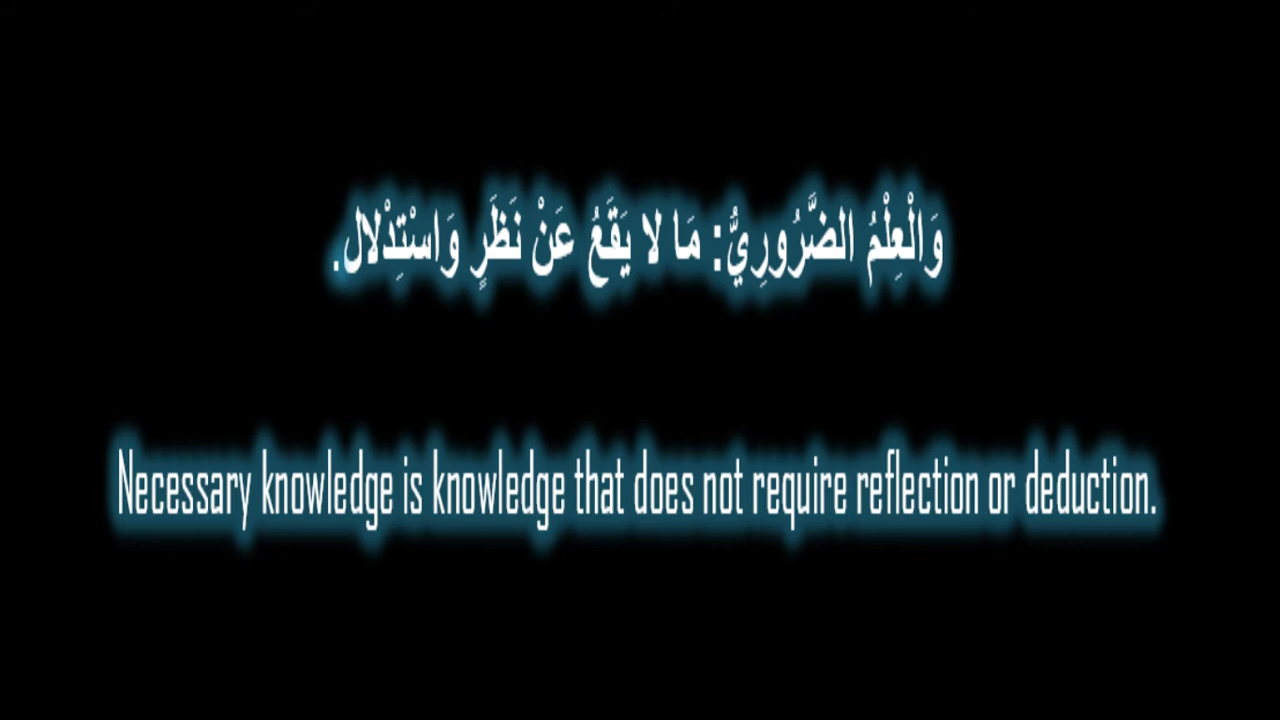 وَالْعِلْمُ الضَّرُورِيُّ: مَا لا يَقَعُ عَنْ نَظَرٍ وَاسْتِدْلال.
Necessary knowledge is knowledge that does not require reflection or deduction.